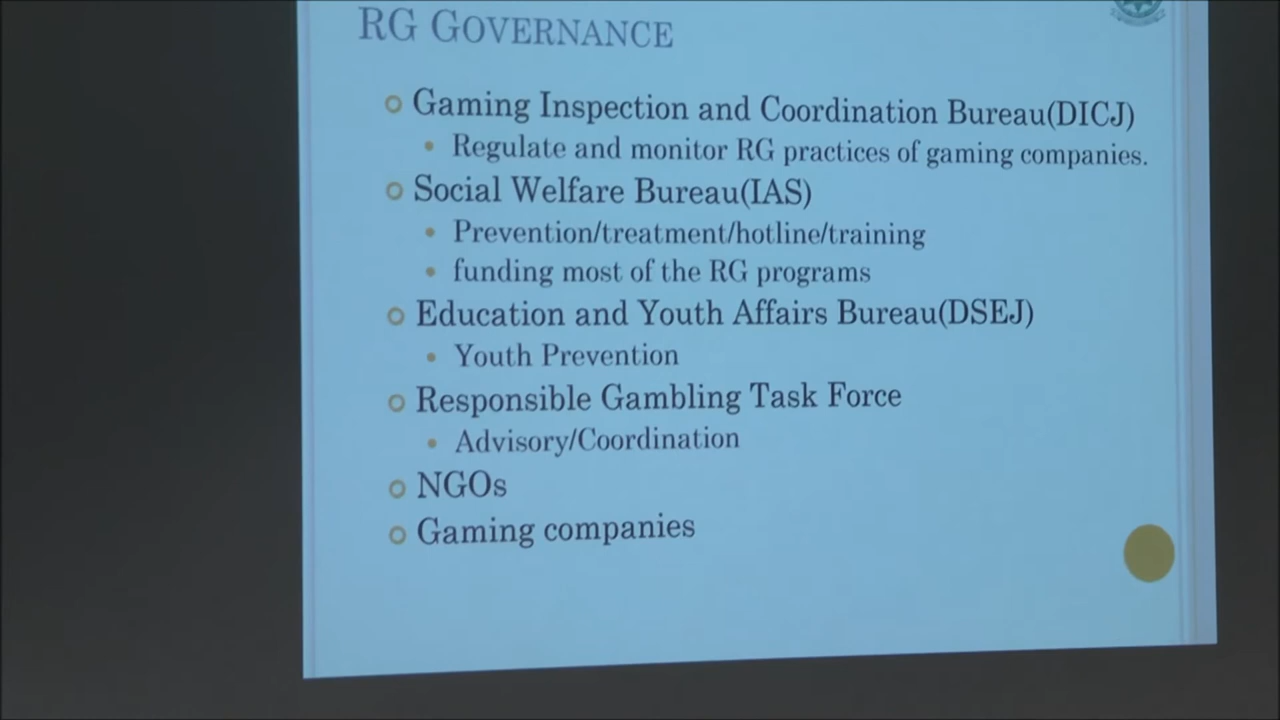 RG GOVERNANCE
Gaming Inspection and Coordination Bureau(DICJ)
Regulate and monitor RG practices of gaming companies.
Social Welfare Bureau(IAS)
Prevention/treatment/hotline/training
funding most of the RG programs
Education and Youth Affairs Bureau(DSEJ)
Youth Prevention
Responsible Gambling Task Force
Advisory/Coordination
NGOs
Gaming companies